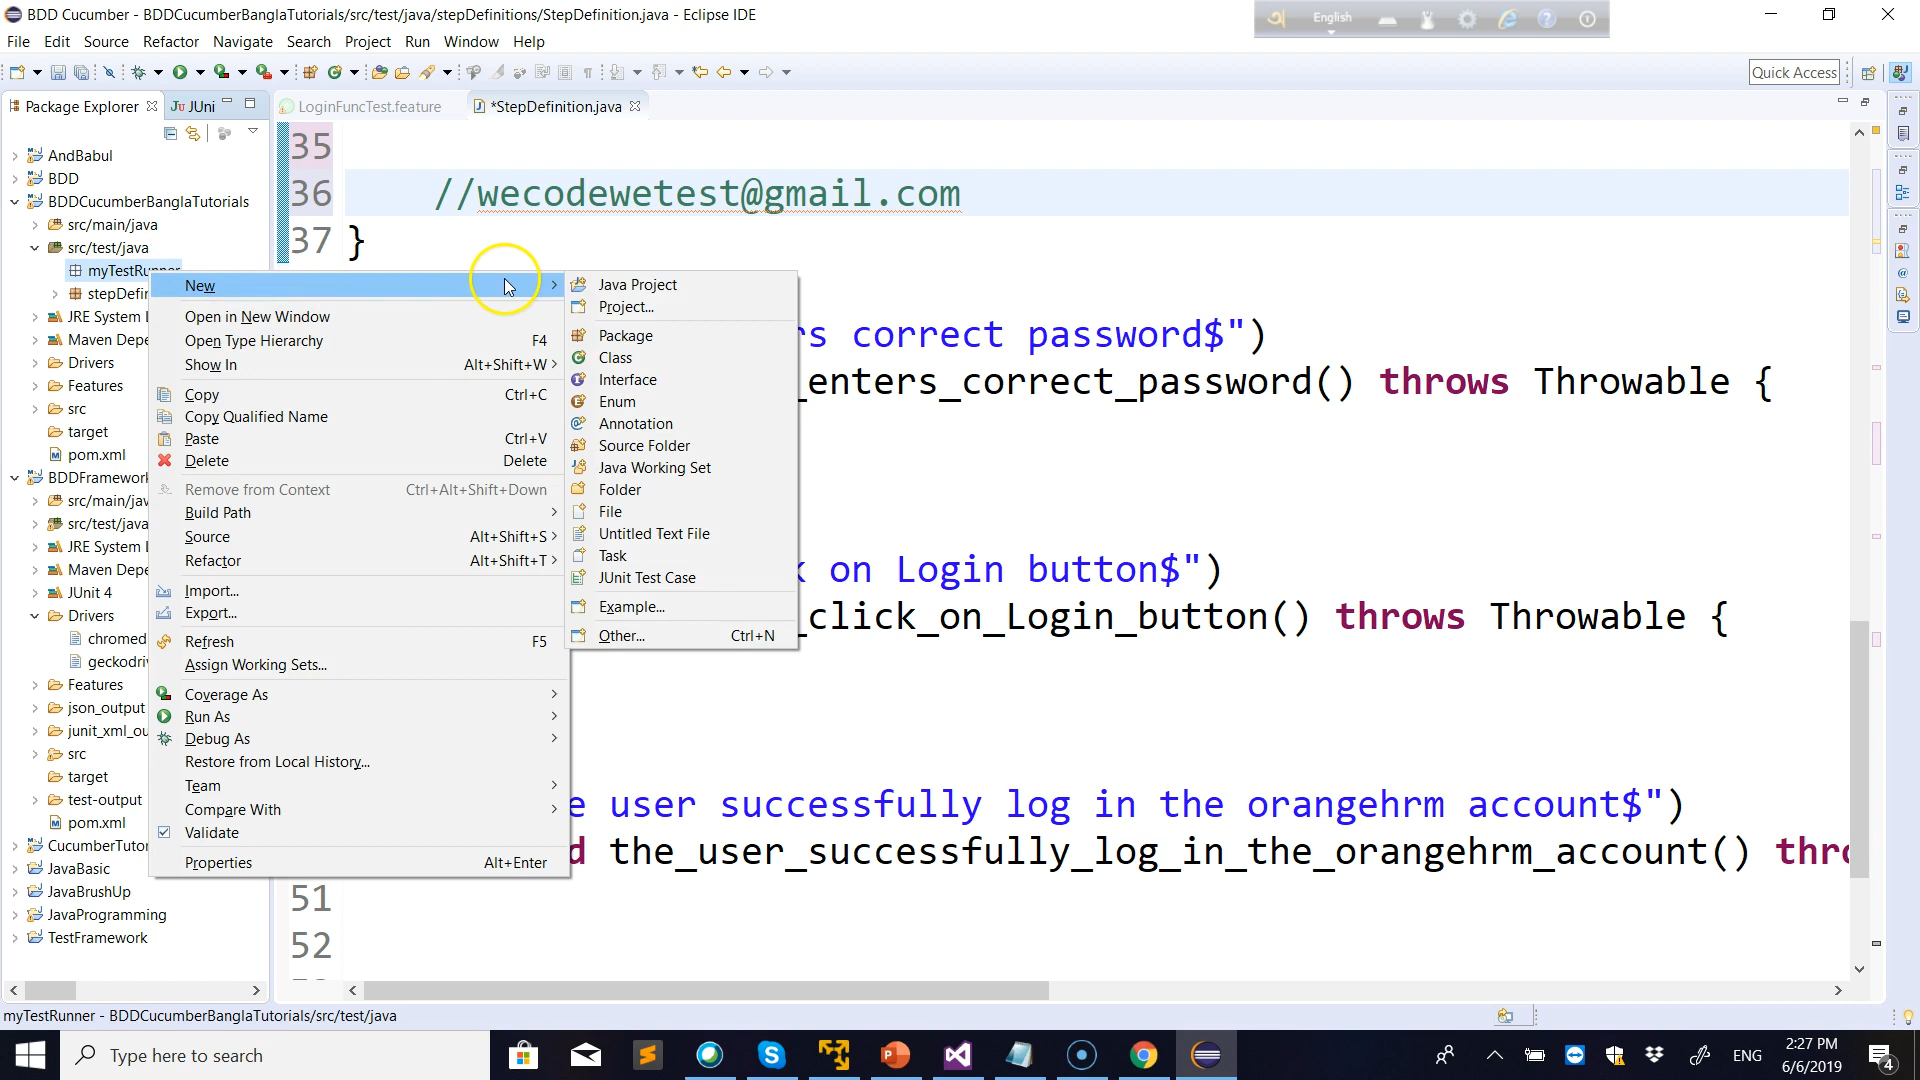 BDD Cucumber - BDDCucumberBanglaTutorials/src/test/java/stepDefinitions/StepDefinition.java - Eclipse IDE
English
File Edit Source Refactor Navigate Search Project Run Window Help
Quick Access
Package Explorer JUni
LoginFuncTest.feature *StepDefinition.java
AndBabul
BDD
BDDCucumberBanglaTutorials
src/main/java
src/test/java
myTestRunner
stepDefin
JRE System L
Maven Depe
Drivers
Features
src
target
pom.xml
BDDFramework
src/main/jav
src/test/java
JRE System L
Maven Depe
JUnit 4
Drivers
chromed
geckodriv
Features
json_output
junit_xml_ou
src
target
test-output
pom.xml
CucumberTutor
JavaBasic
JavaBrushUp
JavaProgramming
TestFramework
New
Open in New Window
Open Type Hierarchy F4
Show In Alt+Shift+W
Copy Ctrl+C
Copy Qualified Name
Paste Ctrl+V
Delete Delete
Remove from Context Ctrl+Alt+Shift+Down
Build Path
Source Alt+Shift+S
Refactor Alt+Shift+T
Import...
Export...
Refresh F5
Assign Working Sets...
Coverage As
Run As
Debug As
Restore from Local History...
Team
Compare With
Validate
Properties Alt+Enter
Java Project
Project...
Package
Class
Interface
Enum
Annotation
Source Folder
Java Working Set
Folder
File
Untitled Text File
Task
JUnit Test Case
Example...
Other... Ctrl+N
35
36 //wecodewetest@gmail.com
37 }
s correct password$")
_enters_correct_password() throws Throwable {
k on Login button$")
_click_on_Login_button() throws Throwable {
e user successfully log in the orangehrm account$")
d the_user_successfully_log_in_the_orangehrm_account() thro
51
52
myTestRunner - BDDCucumberBanglaTutorials/src/test/java
Type here to search
ENG
2:27 PM
6/6/2019
4